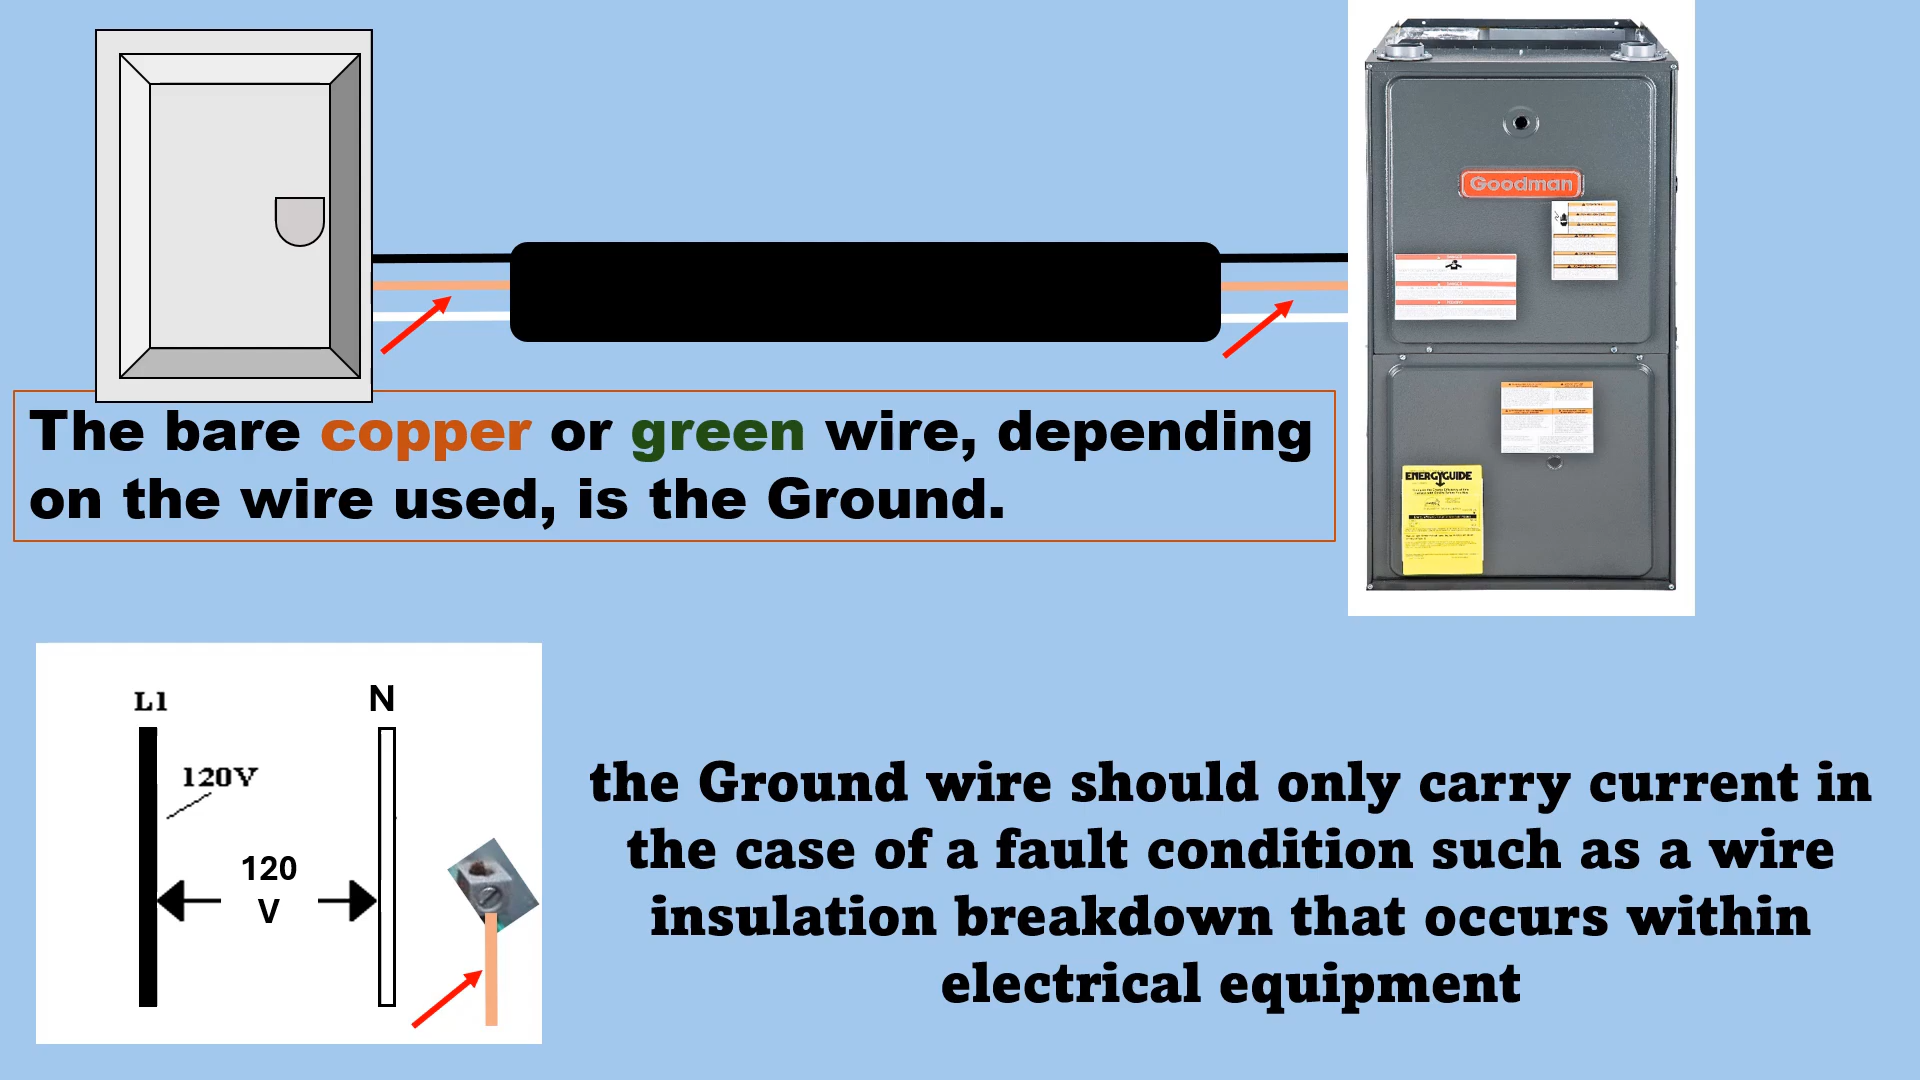 Goodman
The bare copper or green wire, depending
on the wire used, is the Ground.
ENERGYGUIDE
L1
N
120V
120
V
the Ground wire should only carry current in
the case of a fault condition such as a wire
insulation breakdown that occurs within
electrical equipment